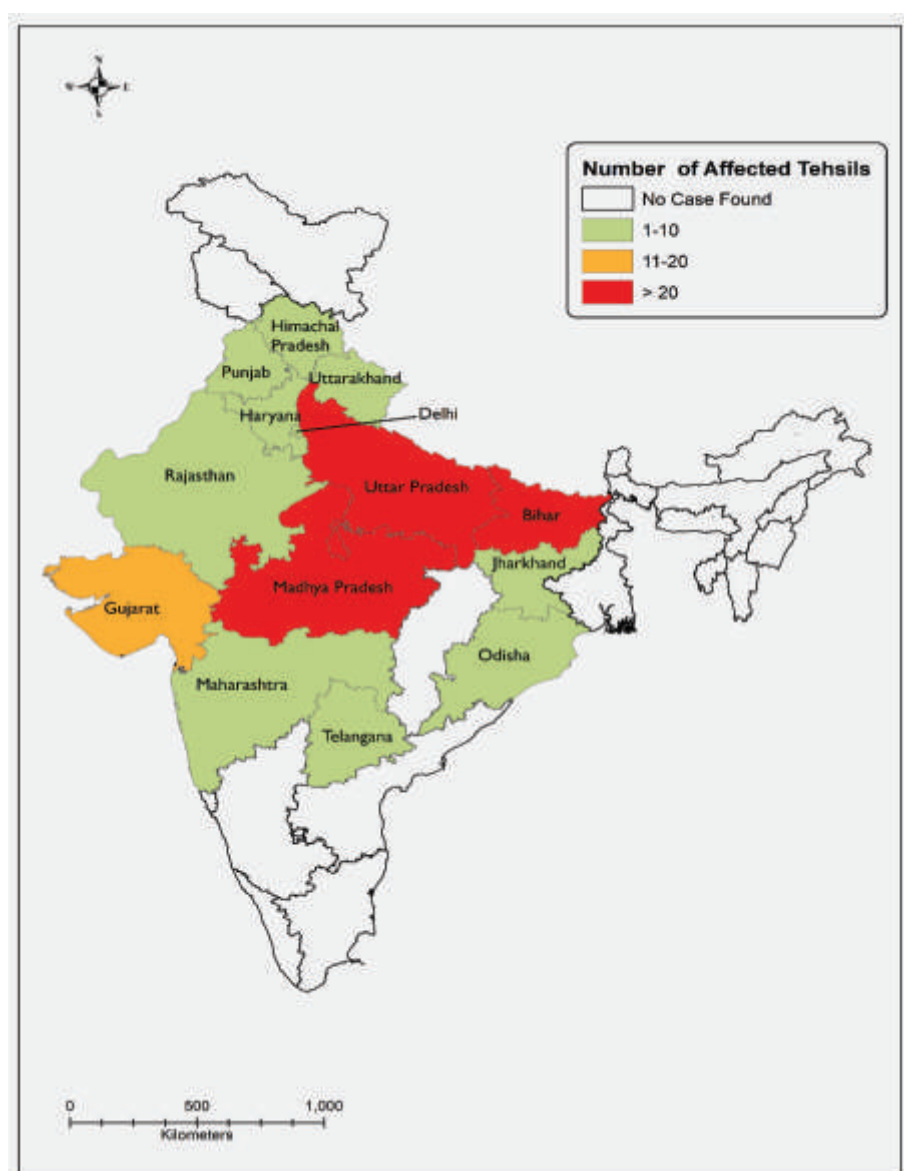 N
W E
S
Number of Affected Tehsils
No Case Found
1-10
11-20
> 20
Himachal
Pradesh
Punjab
Uttarakhand
Haryana
Delhi
Rajasthan
Uttar Pradesh
Bihar
Jharkhand
Madhya Pradesh
Gujarat
Odisha
Maharashtra
Telangana
0 500 1,000
Kilometers